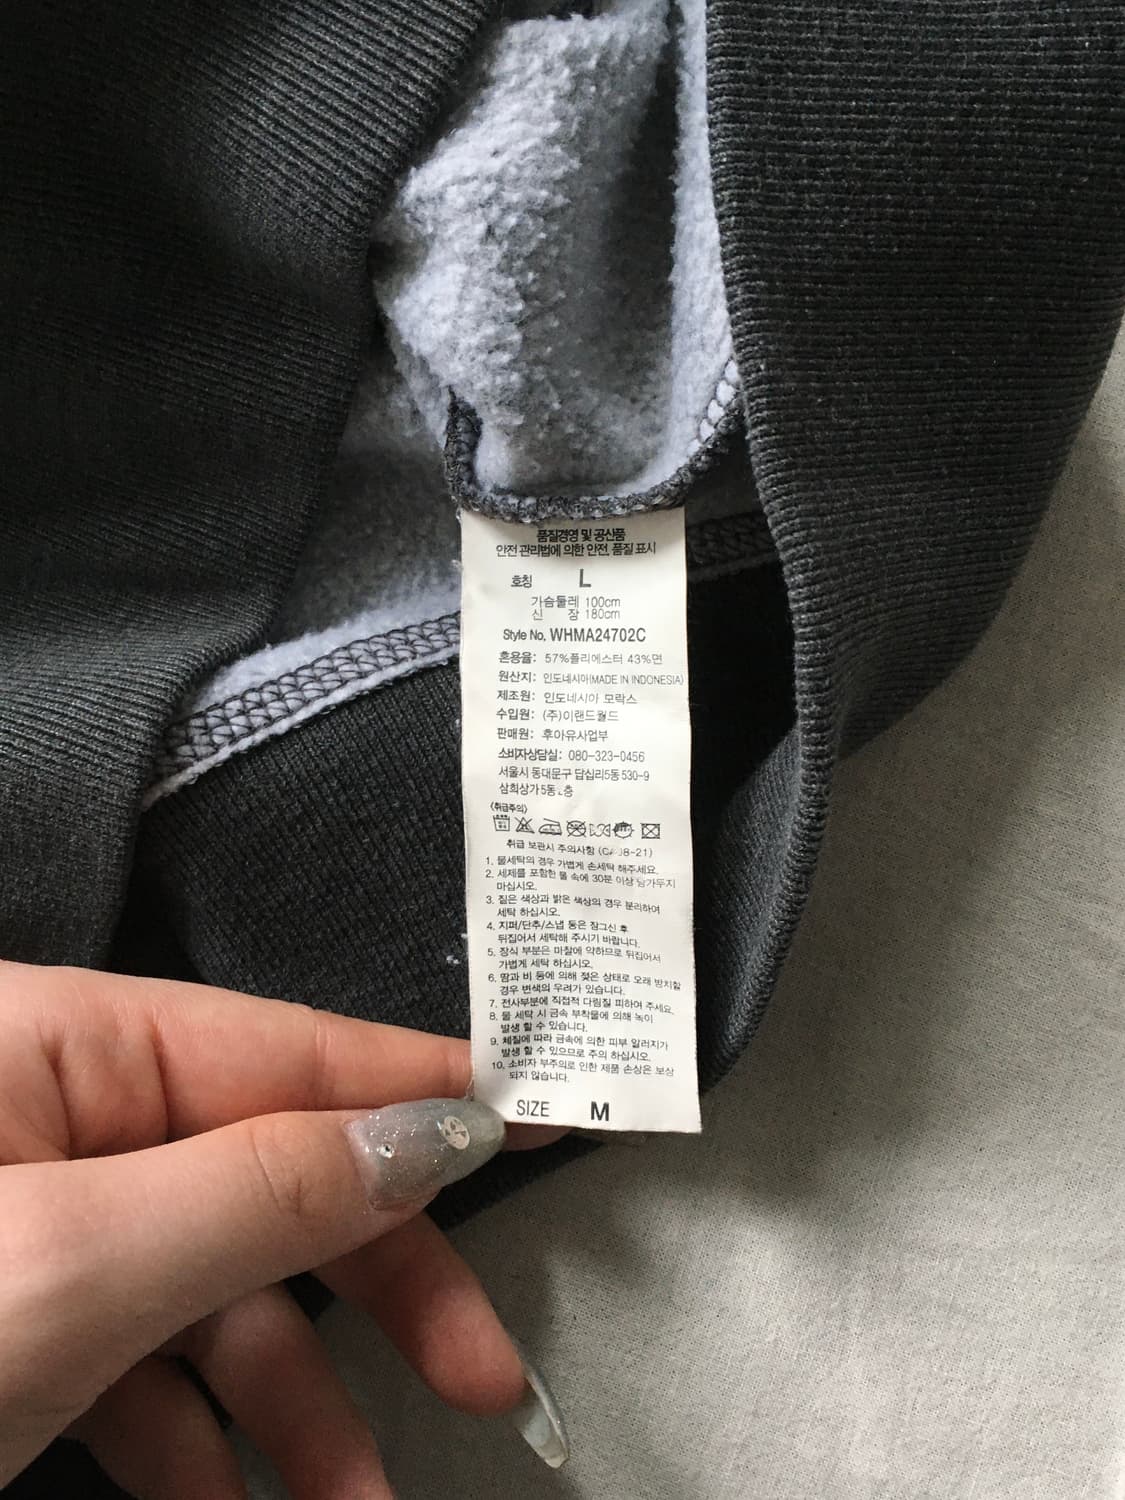 품질경영 및 공산품
안전 관리법에 의한 안전, 품질 표시
호칭 L
가슴둘레 100cm
신 장 180cm
Style No. WHMA24702C
혼용율: 57%폴리에스터 43%면
원산지: 인도네시아(MADE IN INDONESIA)
제조원: 인도네시아 모락스
수입원: (주)이랜드월드
판매원: 후아유사업부
소비자상담실: 080-323-0456
서울시 동대문구 답십리5동 530-9
삼희상가 5동 층
<취급주의>
취급 보관시 주의사항
1. 물세탁의 경우 가볍게 손세탁 해주세요.
2. 세제를 포함한 물 속에 30분 이상 담가두지
마십시오.
3. 짙은 색상과 밝은 색상의 경우 분리하여
세탁 하십시오.
4. 지퍼/단추/스냅 등은 잠그신 후
뒤집어서 세탁해 주시기 바랍니다.
5. 장식 부분은 마찰에 약하므로 뒤집어서
가볍게 세탁 하십시오.
6. 땀과 비 등에 의해 젖은 상태로 오래 방치할
경우 변색의 우려가 있습니다.
7. 전사부분에 직접적 다림질 피하여 주세요.
8. 물 세탁 시 금속 부착물에 의해 녹이
발생 할 수 있습니다.
9. 체질에 따라 금속에 의한 피부 알러지가
발생 할 수 있으므로 주의 하십시오.
10. 소비자 부주의로 인한 제품 손상은 보상
되지 않습니다.
SIZE M